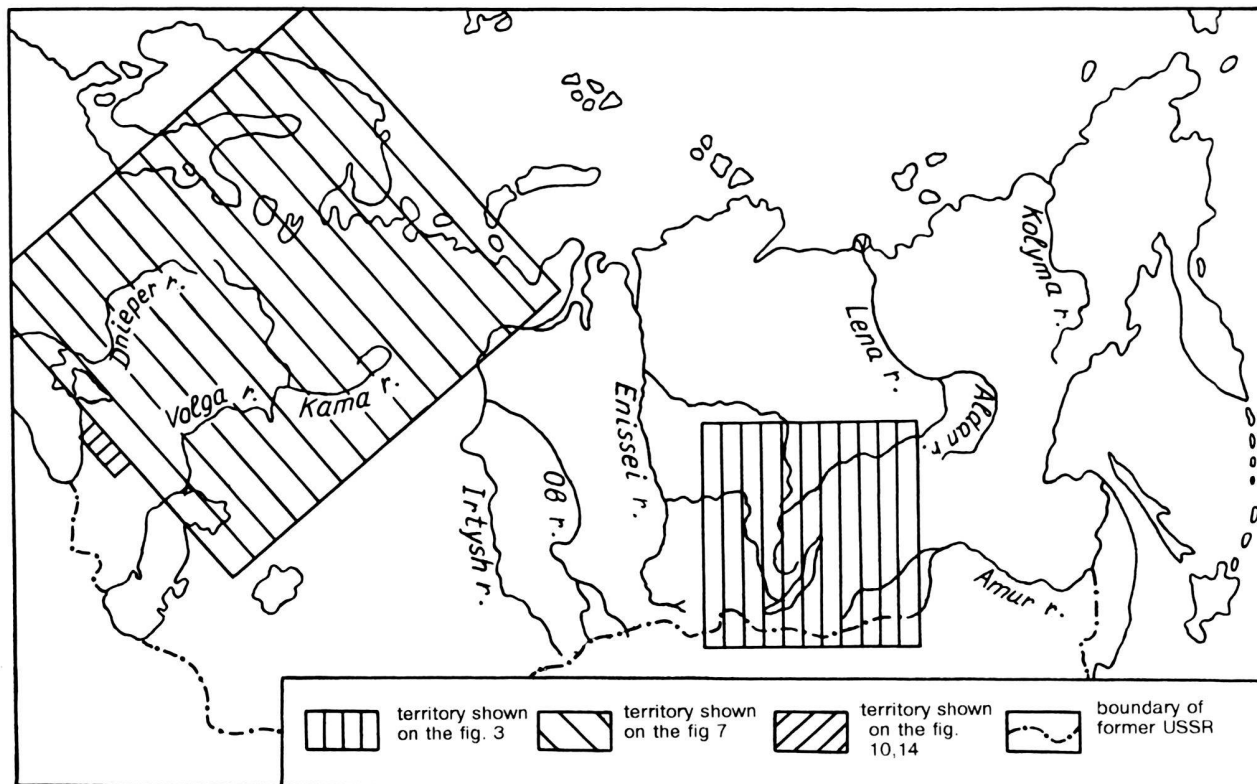 Dnieper r.
Volga r.
Kama r.
Irtysh r.
Ob r.
Enissei r.
Lena r.
Aldan r.
Kolyma r.
Amur r.
territory shown
on the fig. 3
territory shown
on the fig 7
territory shown
on the fig.
10,14
boundary of
former USSR